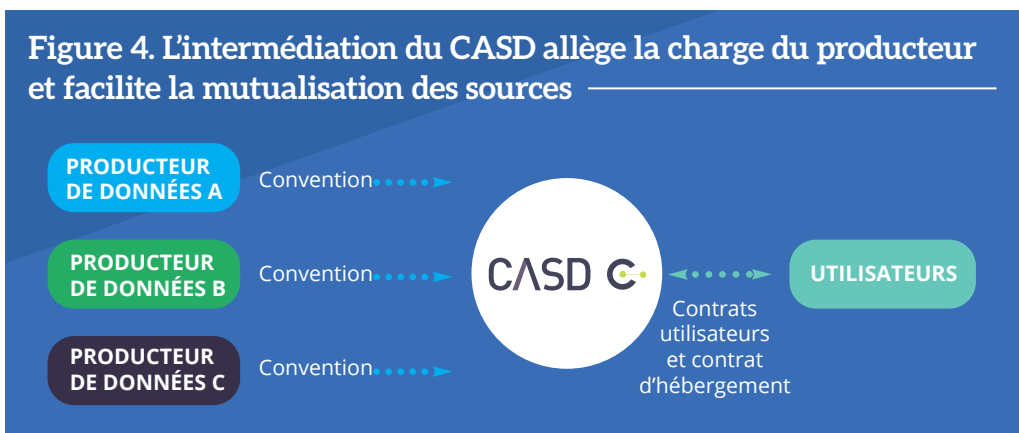 Figure 4. L’intermédiation du CASD allège la charge du producteur
et facilite la mutualisation des sources
PRODUCTEUR
DE DONNÉES A
Convention
PRODUCTEUR
DE DONNÉES B
Convention
PRODUCTEUR
DE DONNÉES C
Convention
CASD
Contrats
utilisateurs
et contrat
d’hébergement
UTILISATEURS